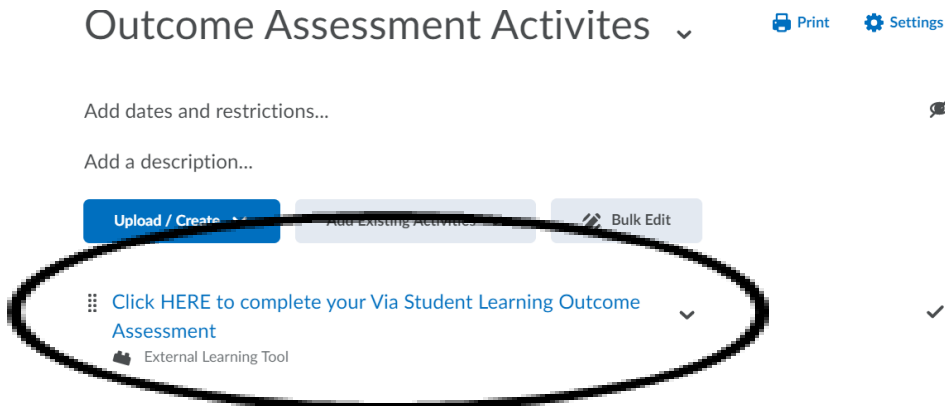 Outcome Assessment Activites
Print
Settings
Add dates and restrictions...
Add a description...
Upload / Create
Add Existing Activities
Bulk Edit
Click HERE to complete your Via Student Learning Outcome
Assessment
External Learning Tool